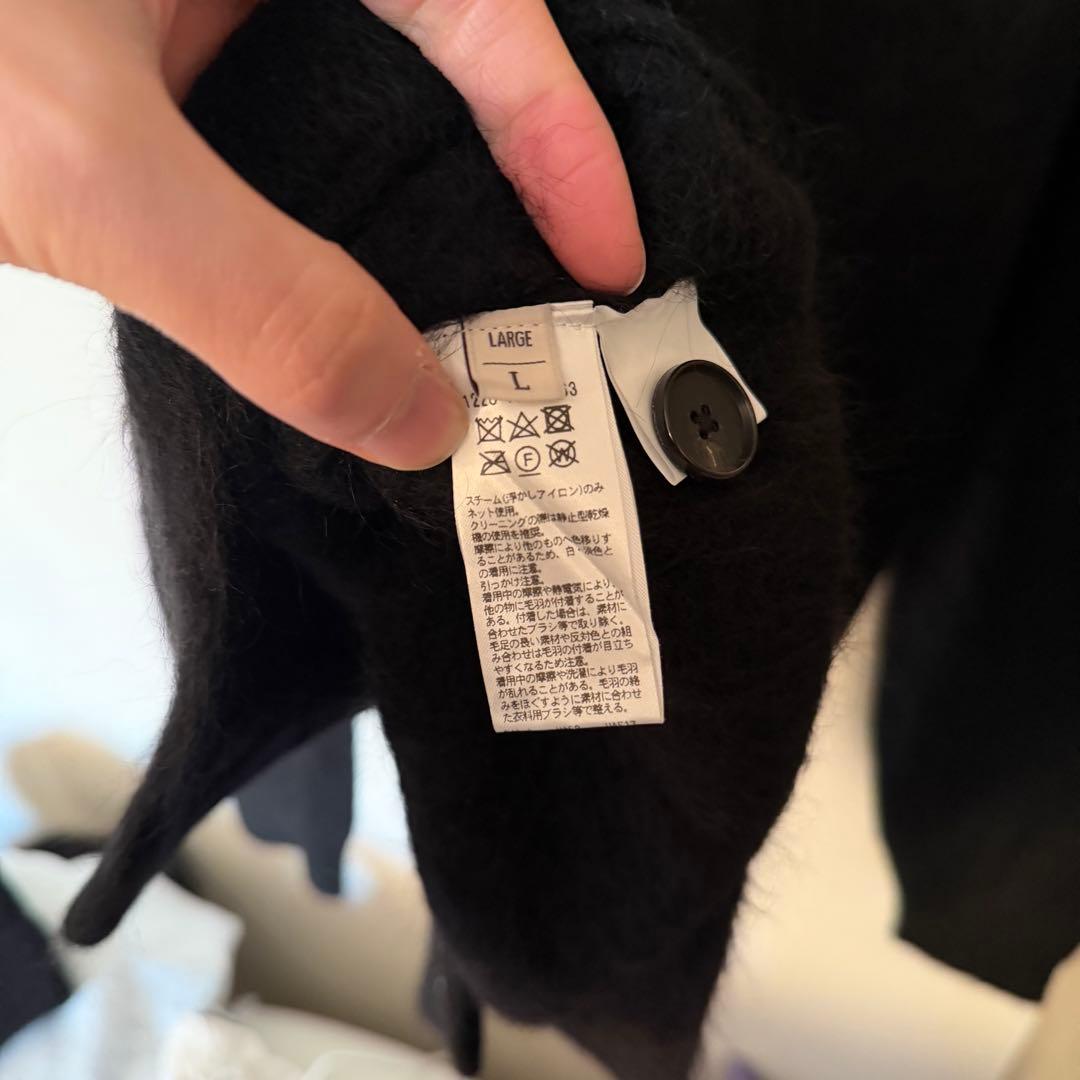 LARGE
L
F
W
スチーム(浮かしアイロン)のみ
ネット使用。
クリーニングの際は静止型乾燥
機の使用を推奨。
摩擦により他のものへ色移りす
ることがあるため、白・淡色と
の着用に注意。
引っかけ注意。
着用中の摩擦や静電気により、
他の物に毛羽が付着することが
ある。付着した場合は、素材に
合わせたブラシ等で取り除く。
毛足の長い素材や反対色との組
み合わせは毛羽の付着が目立ち
やすくなるため注意。
着用中の摩擦や洗濯により毛羽
が乱れることがある。毛羽の絡
みをほぐすように素材に合わせ
た衣料用ブラシ等で整える。